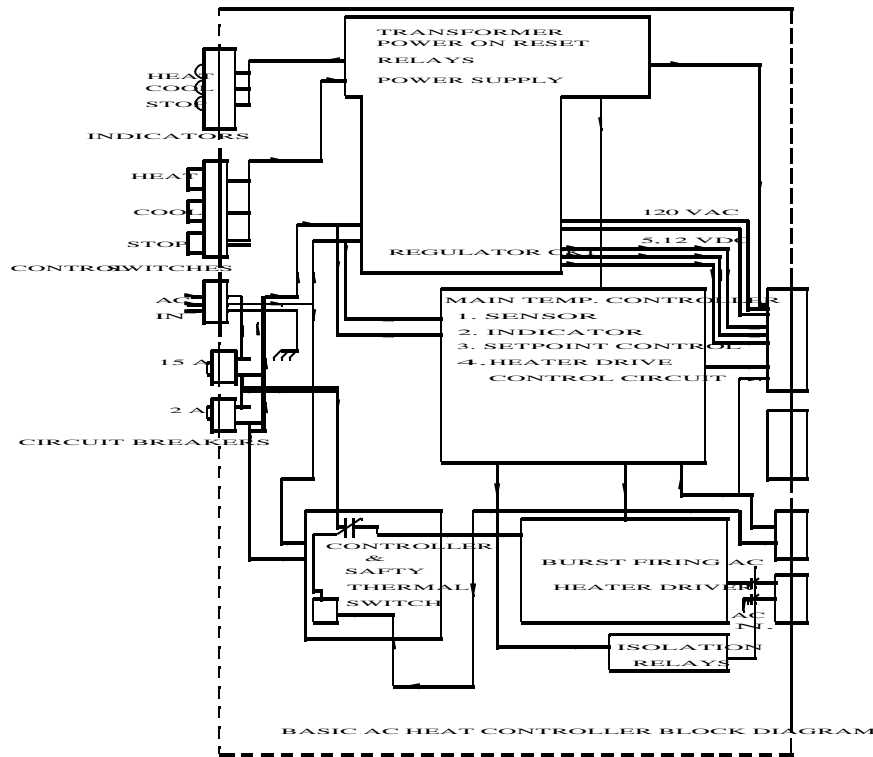 TRANSFORMER
POWER ON RESET
RELAYS
POWER SUPPLY
HEAT
COOL
STOP
INDICATORS
HEAT
COOL
STOP
CONTROL SWITCHES
120 VAC
5,12 VDC
REGULATOR CKT
AC
IN
MAIN TEMP. CONTROLLER
1. SENSOR
2. INDICATOR
3. SETPOINT CONTROL
4. HEATER DRIVE
CONTROL CIRCUIT
15 A
2 A
CIRCUIT BREAKERS
CONTROLLER
&
SAFTY
THERMAL
SWITCH
BURST FIRING AC
HEATER DRIVER
AC
N.
ISOLATION
RELAYS
BASIC AC HEAT CONTROLLER BLOCK DIAGRAM